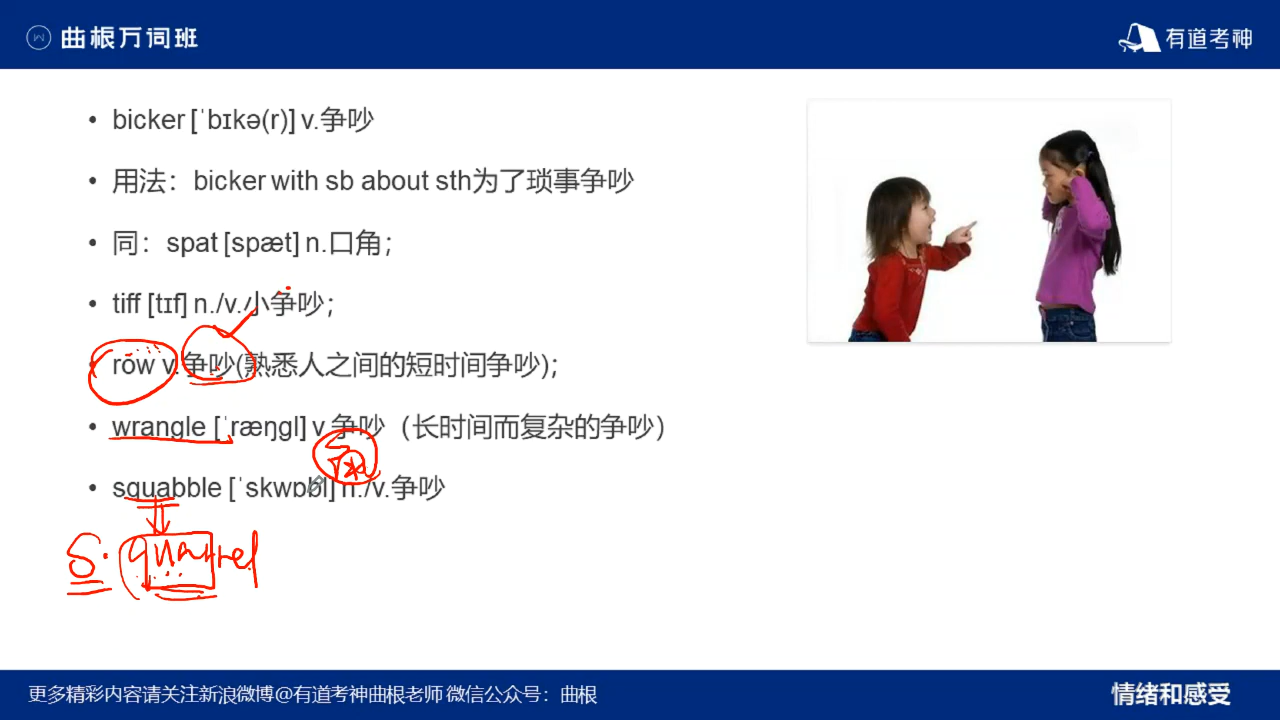 曲根万词班
有道考神
bicker [ˈbɪkə(r)] v.争吵
用法：bicker with sb about sth为了琐事争吵
同：spat [spæt] n.口角；
tiff [tɪf] n./v.小争吵；
row v.争吵(熟悉人之间的短时间争吵)；
wrangle [ˈræŋgl] v.争吵（长时间而复杂的争吵）
squabble [ˈskwɒbl] n./v.争吵
S. quarrel
更多精彩内容请关注新浪微博@有道考神曲根老师 微信公众号：曲根
情绪和感受